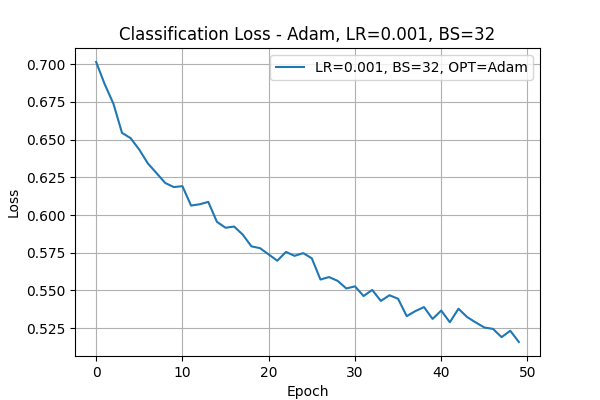 Classification Loss - Adam, LR=0.001, BS=32
LR=0.001, BS=32, OPT=Adam
Loss
0.700
0.675
0.650
0.625
0.600
0.575
0.550
0.525
0 10 20 30 40 50
Epoch